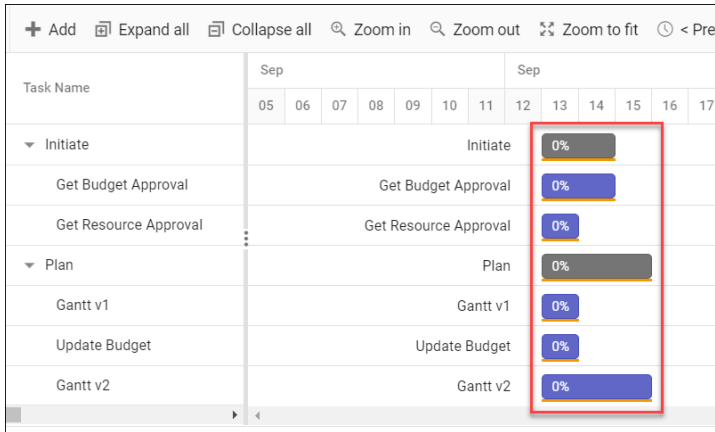 Add Expand all Collapse all Zoom in Zoom out Zoom to fit < Pre
Task Name Sep Sep
05 06 07 08 09 10 11 12 13 14 15 16 17
Initiate Initiate 0%
Get Budget Approval Get Budget Approval 0%
Get Resource Approval Get Resource Approval 0%
Plan Plan 0%
Gantt v1 Gantt v1 0%
Update Budget Update Budget 0%
Gantt v2 Gantt v2 0%